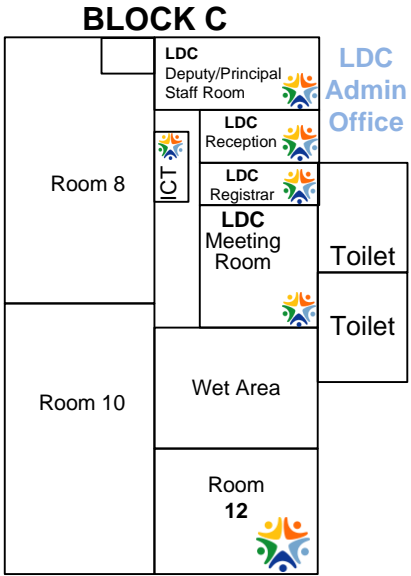 BLOCK C
LDC
Deputy/Principal
Staff Room
LDC
Admin
Office
LDC
Reception
ICT
Room 8
LDC
Registrar
LDC
Meeting
Room
Toilet
Toilet
Wet Area
Room 10
Room
12